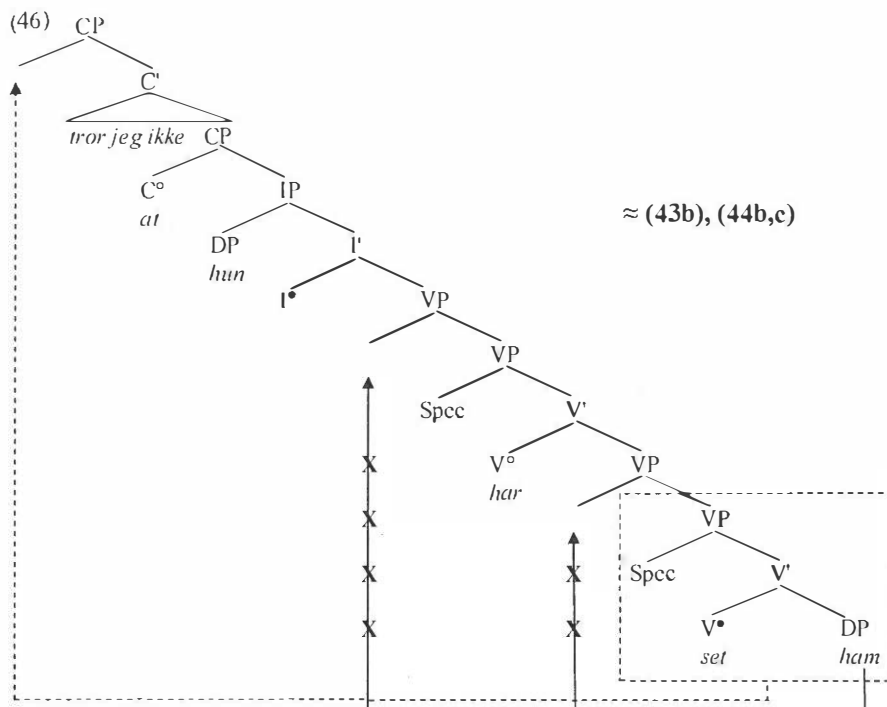 (46) CP
C'
tror jeg ikke CP
C° IP
at
≈ (43b), (44b,c)
DP I'
hun
I° VP
VP
Spec V'
X V° VP
har
X VP
X X Spec V'
X X V° DP
set ham